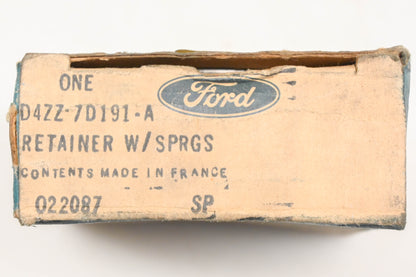 ONE
Ford
D4ZZ-7D191-A
RETAINER W/SPRGS
CONTENTS MADE IN FRANCE
022087 SP